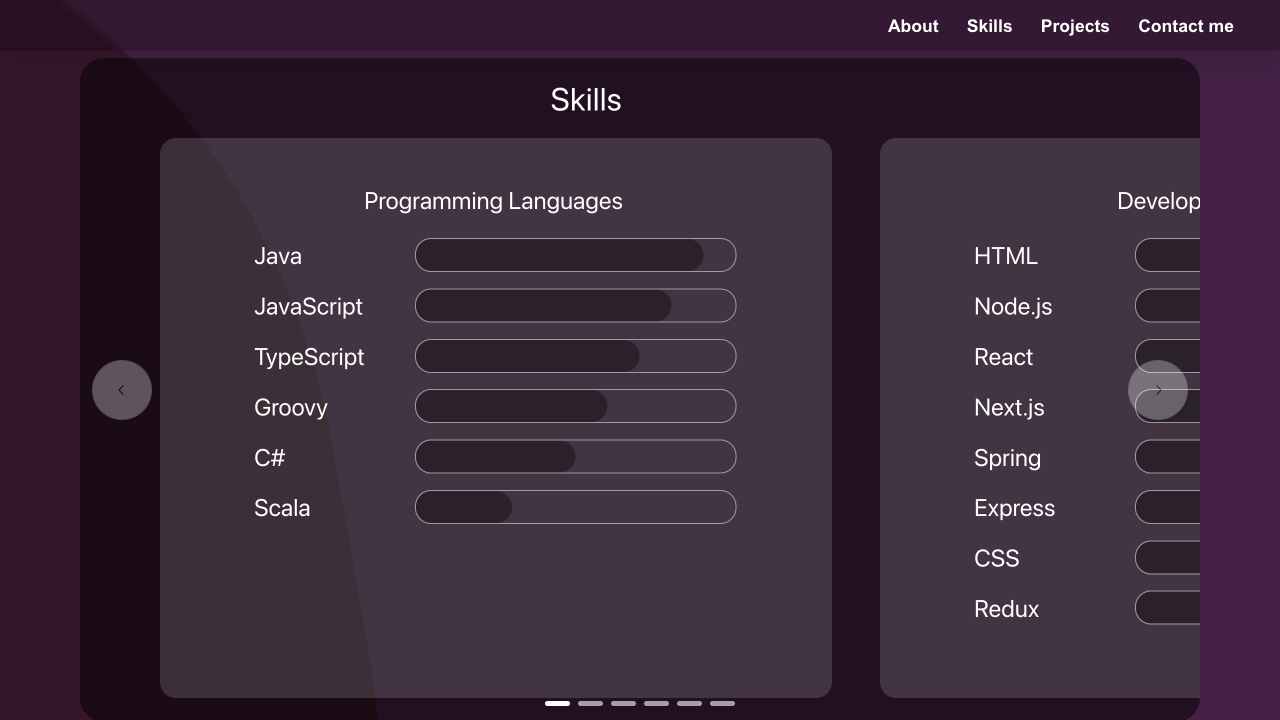 About Skills Projects Contact me
Skills
Programming Languages
Java
JavaScript
TypeScript
Groovy
C#
Scala
Develop
HTML
Node.js
React
Next.js
Spring
Express
CSS
Redux